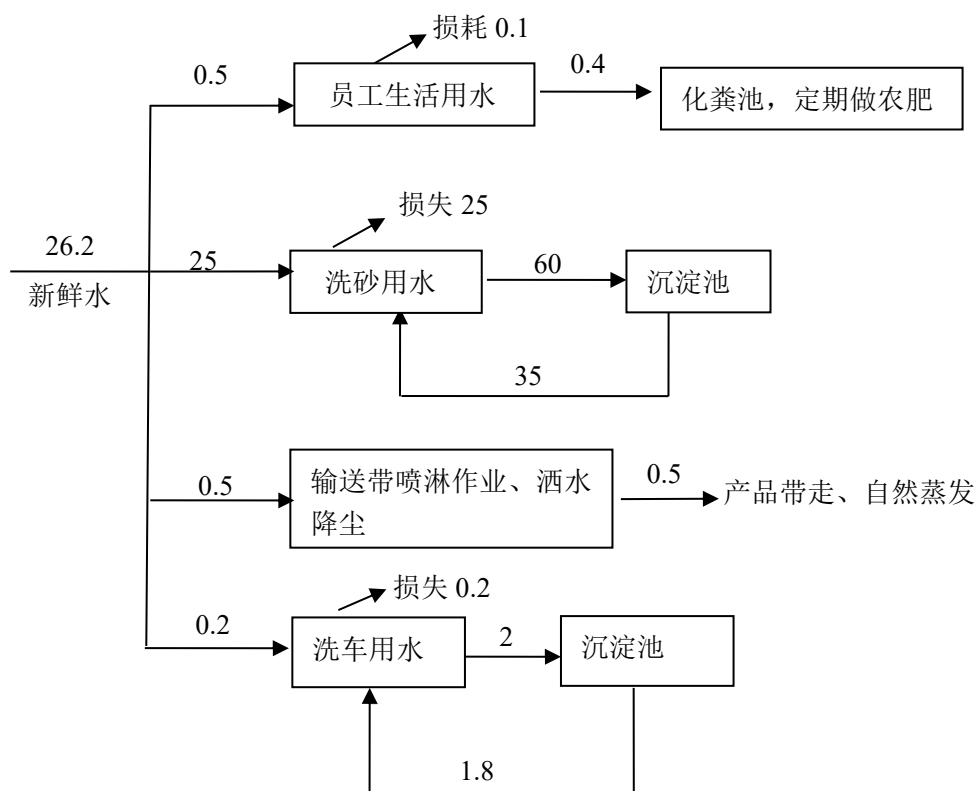 损耗 0.1
0.5
员工生活用水
0.4
化粪池，定期做农肥
损失 25
26.2
新鲜水
25
洗砂用水
60
沉淀池
35
0.5
输送带喷淋作业、洒水
降尘
0.5
产品带走、自然蒸发
损失 0.2
0.2
洗车用水
2
沉淀池
1.8